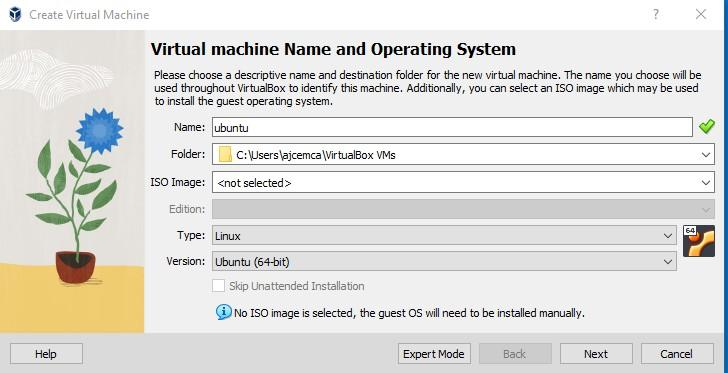 Create Virtual Machine
Virtual machine Name and Operating System
Please choose a descriptive name and destination folder for the new virtual machine. The name you choose will be
used throughout VirtualBox to identify this machine. Additionally, you can select an ISO image which may be used
to install the guest operating system.
Name: ubuntu
Folder: C:\Users\ajcemca\VirtualBox VMs
ISO Image: <not selected>
Edition:
Type: Linux
64
Version: Ubuntu (64-bit)
Skip Unattended Installation
No ISO image is selected, the guest OS will need to be installed manually.
Help Expert Mode Back Next Cancel